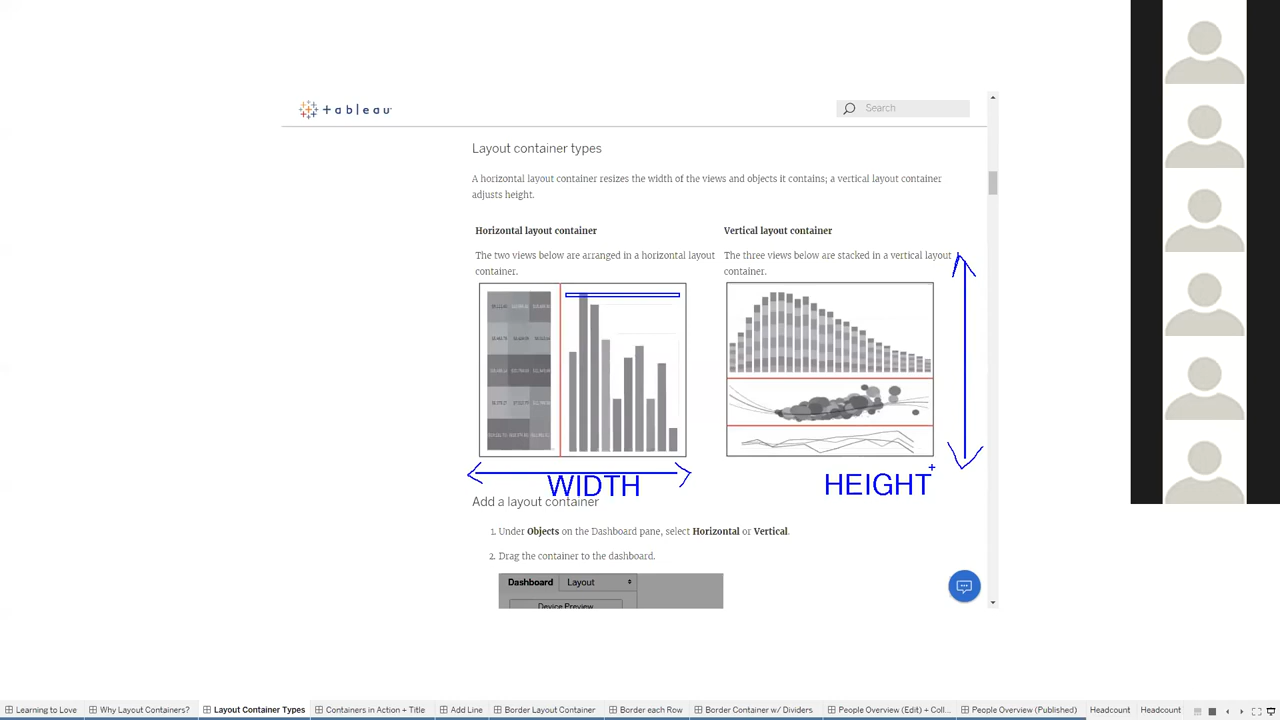 + a b l e a u
Search
Layout container types
A horizontal layout container resizes the width of the views and objects it contains; a vertical layout container
adjusts height.
Horizontal layout container
Vertical layout container
The two views below are arranged in a horizontal layout
container.
The three views below are stacked in a vertical layout
container.
WIDTH
HEIGHT
Add a layout container
1. Under Objects on the Dashboard pane, select Horizontal or Vertical.
2. Drag the container to the dashboard.
Dashboard Layout
Device Preview
Learning to Love Why Layout Containers? Layout Container Types Containers in Action + Title Add Line Border Layout Container Border each Row Border Container w/ Dividers People Overview (Edit) + Coll... People Overview (Published) Headcount Headcount